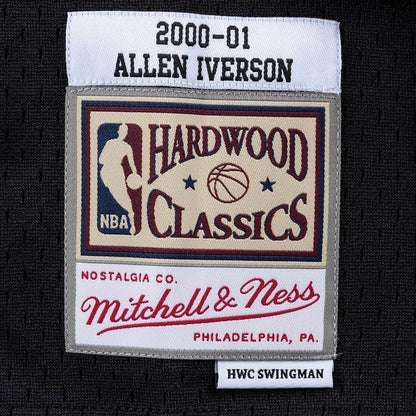 2000-01
ALLEN IVERSON
HARDWOOD
NBA
CLASSICS
NOSTALGIA CO.
Mitchell & Ness
PHILADELPHIA, PA.
HWC SWINGMAN